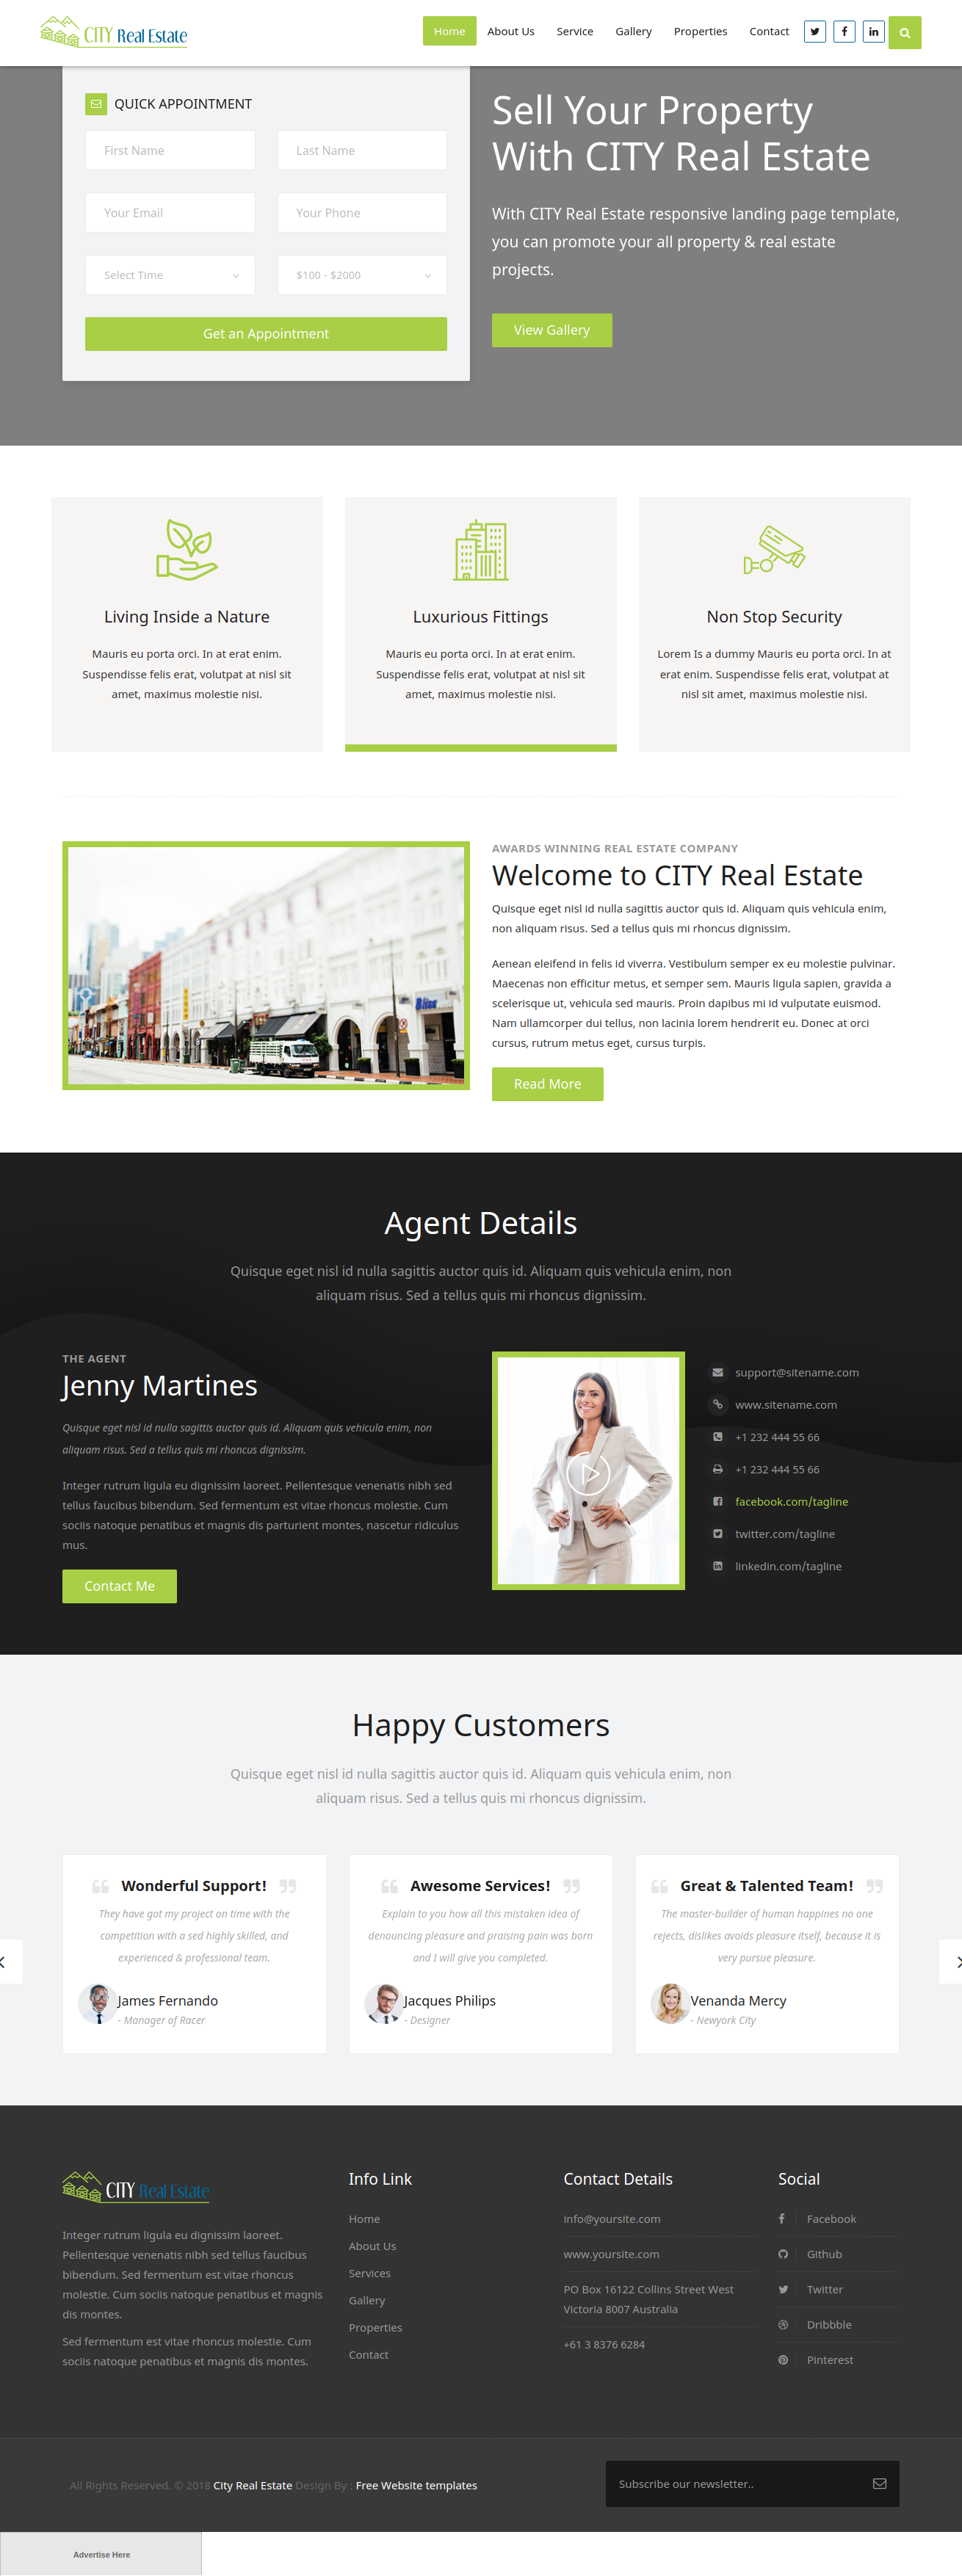 CITY Real Estate
Home
About Us
Service
Gallery
Properties
Contact
QUICK APPOINTMENT
First Name
Last Name
Your Email
Your Phone
Select Time
$100 - $2000
Get an Appointment
Sell Your Property
With CITY Real Estate
With CITY Real Estate responsive landing page template,
you can promote your all property & real estate
projects.
View Gallery
Living Inside a Nature
Mauris eu porta orci. In at erat enim.
Suspendisse felis erat, volutpat at nisl sit
amet, maximus molestie nisi.
Luxurious Fittings
Mauris eu porta orci. In at erat enim.
Suspendisse felis erat, volutpat at nisl sit
amet, maximus molestie nisi.
Non Stop Security
Lorem Is a dummy Mauris eu porta orci. In at
erat enim. Suspendisse felis erat, volutpat at
nisl sit amet, maximus molestie nisi.
AWARDS WINNING REAL ESTATE COMPANY
Welcome to CITY Real Estate
Quisque eget nisl id nulla sagittis auctor quis id. Aliquam quis vehicula enim,
non aliquam risus. Sed a tellus quis mi rhoncus dignissim.
Aenean eleifend in felis id viverra. Vestibulum semper ex eu molestie pulvinar.
Maecenas non efficitur metus, et semper sem. Mauris ligula sapien, gravida a
scelerisque ut, vehicula sed mauris. Proin dapibus mi id vulputate euismod.
Nam ullamcorper dui tellus, non lacinia lorem hendrerit eu. Donec at orci
cursus, rutrum metus eget, cursus turpis.
Read More
Agent Details
Quisque eget nisl id nulla sagittis auctor quis id. Aliquam quis vehicula enim, non
aliquam risus. Sed a tellus quis mi rhoncus dignissim.
THE AGENT
Jenny Martines
Quisque eget nisl id nulla sagittis auctor quis id. Aliquam quis vehicula enim, non
aliquam risus. Sed a tellus quis mi rhoncus dignissim.
Integer rutrum ligula eu dignissim laoreet. Pellentesque venenatis nibh sed
tellus faucibus bibendum. Sed fermentum est vitae rhoncus molestie. Cum
sociis natoque penatibus et magnis dis parturient montes, nascetur ridiculus
mus.
Contact Me
support@sitename.com
www.sitename.com
+1 232 444 55 66
+1 232 444 55 66
facebook.com/tagline
twitter.com/tagline
linkedin.com/tagline
Happy Customers
Quisque eget nisl id nulla sagittis auctor quis id. Aliquam quis vehicula enim, non
aliquam risus. Sed a tellus quis mi rhoncus dignissim.
Wonderful Support!
They have got my project on time with the
competition with a sed highly skilled, and
experienced & professional team.
James Fernando
- Manager of Racer
Awesome Services!
Explain to you how all this mistaken idea of
denouncing pleasure and praising pain was born
and I will give you completed.
Jacques Philips
- Designer
Great & Talented Team!
The master-builder of human happines no one
rejects, dislikes avoids pleasure itself, because it is
very pursue pleasure.
Venanda Mercy
- Newyork City
CITY Real Estate
Integer rutrum ligula eu dignissim laoreet.
Pellentesque venenatis nibh sed tellus faucibus
bibendum. Sed fermentum est vitae rhoncus
molestie. Cum sociis natoque penatibus et magnis
dis montes.
Sed fermentum est vitae rhoncus molestie. Cum
sociis natoque penatibus et magnis dis montes.
Info Link
Home
About Us
Services
Gallery
Properties
Contact
Contact Details
info@yoursite.com
www.yoursite.com
PO Box 16122 Collins Street West
Victoria 8007 Australia
+61 3 8376 6284
Social
Facebook
Github
Twitter
Dribbble
Pinterest
All Rights Reserved. © 2018 City Real Estate Design By : Free Website templates
Subscribe our newsletter..
Advertise Here